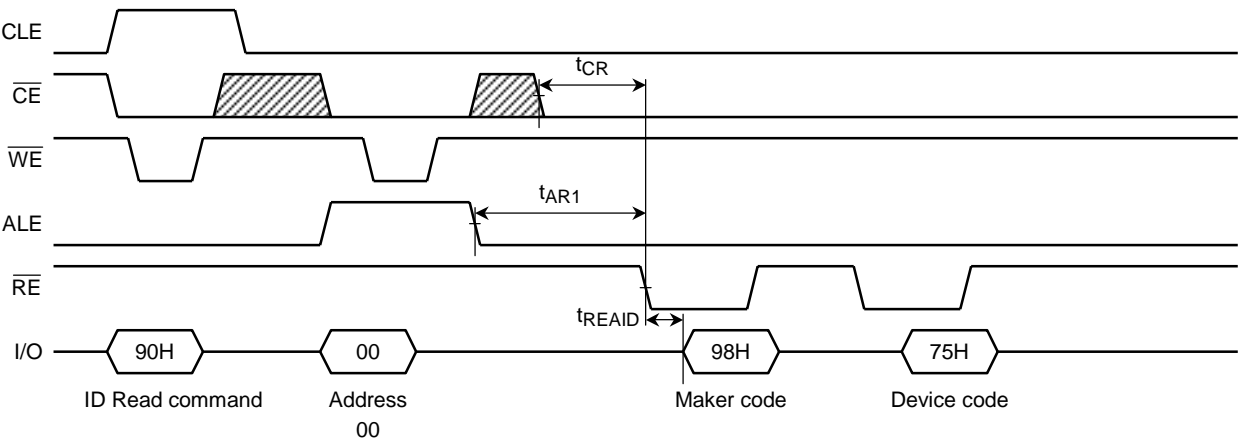 CLE
tCR
CE
WE
tAR1
ALE
RE
tREAID
I/O 90H 00 98H 75H
ID Read command Address Maker code Device code
00